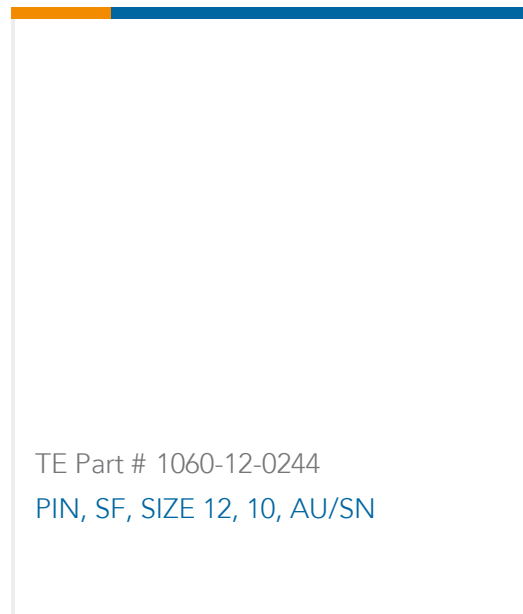 TE Part # 1060-12-0244
PIN, SF, SIZE 12, 10, AU/SN